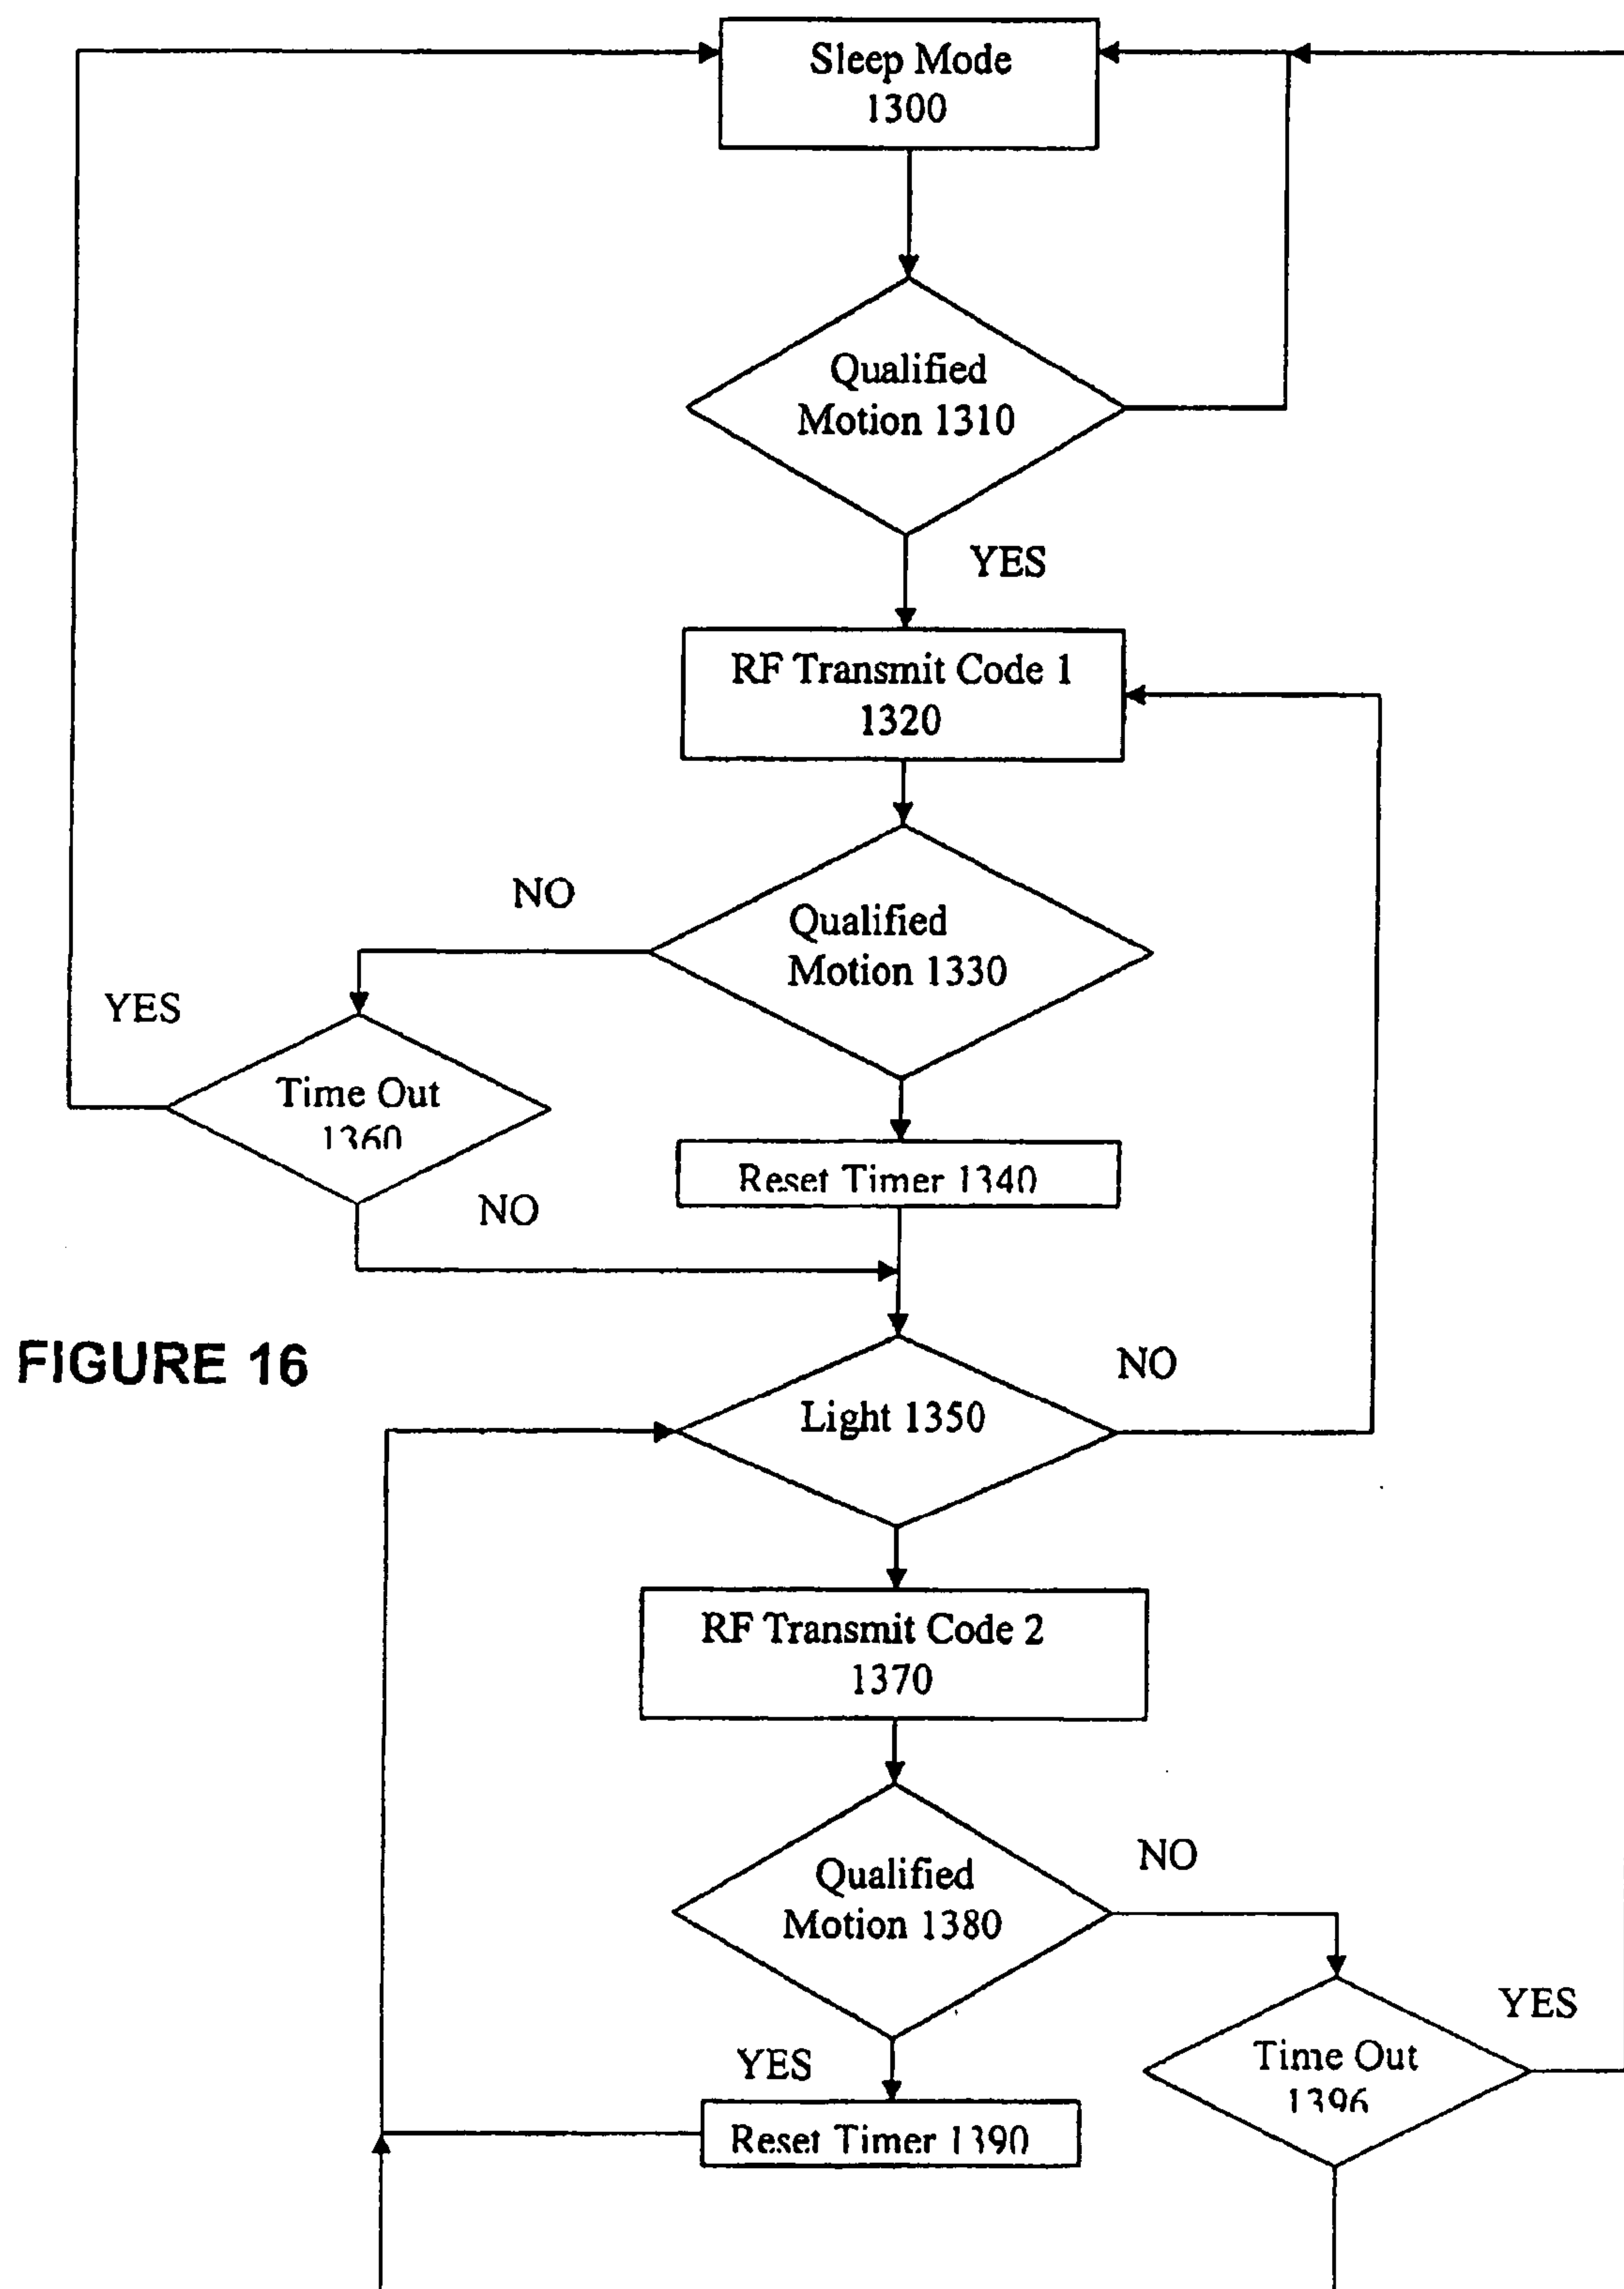 Sleep Mode
1300
Qualified
Motion 1310
YES
RF Transmit Code 1
1320
NO
Qualified
Motion 1330
YES
Time Out
1360
Reset Timer 1340
NO
FIGURE 16
NO
Light 1350
RF Transmit Code 2
1370
NO
Qualified
Motion 1380
YES
YES
Time Out
1396
Reset Timer 1390